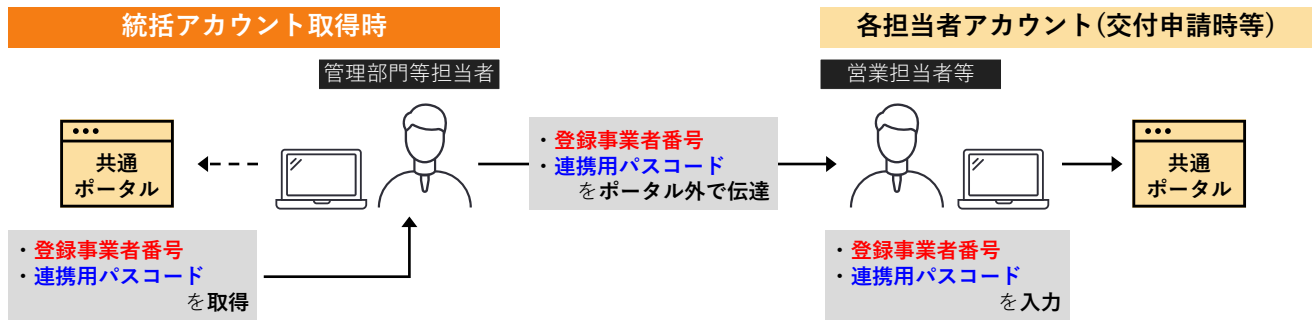 統括アカウント取得時
各担当者アカウント(交付申請時等)
管理部門等担当者
営業担当者等
共通
ポータル
・登録事業者番号
・連携用パスコード
をポータル外で伝達
共通
ポータル
・登録事業者番号
・連携用パスコード
を取得
・登録事業者番号
・連携用パスコード
を入力